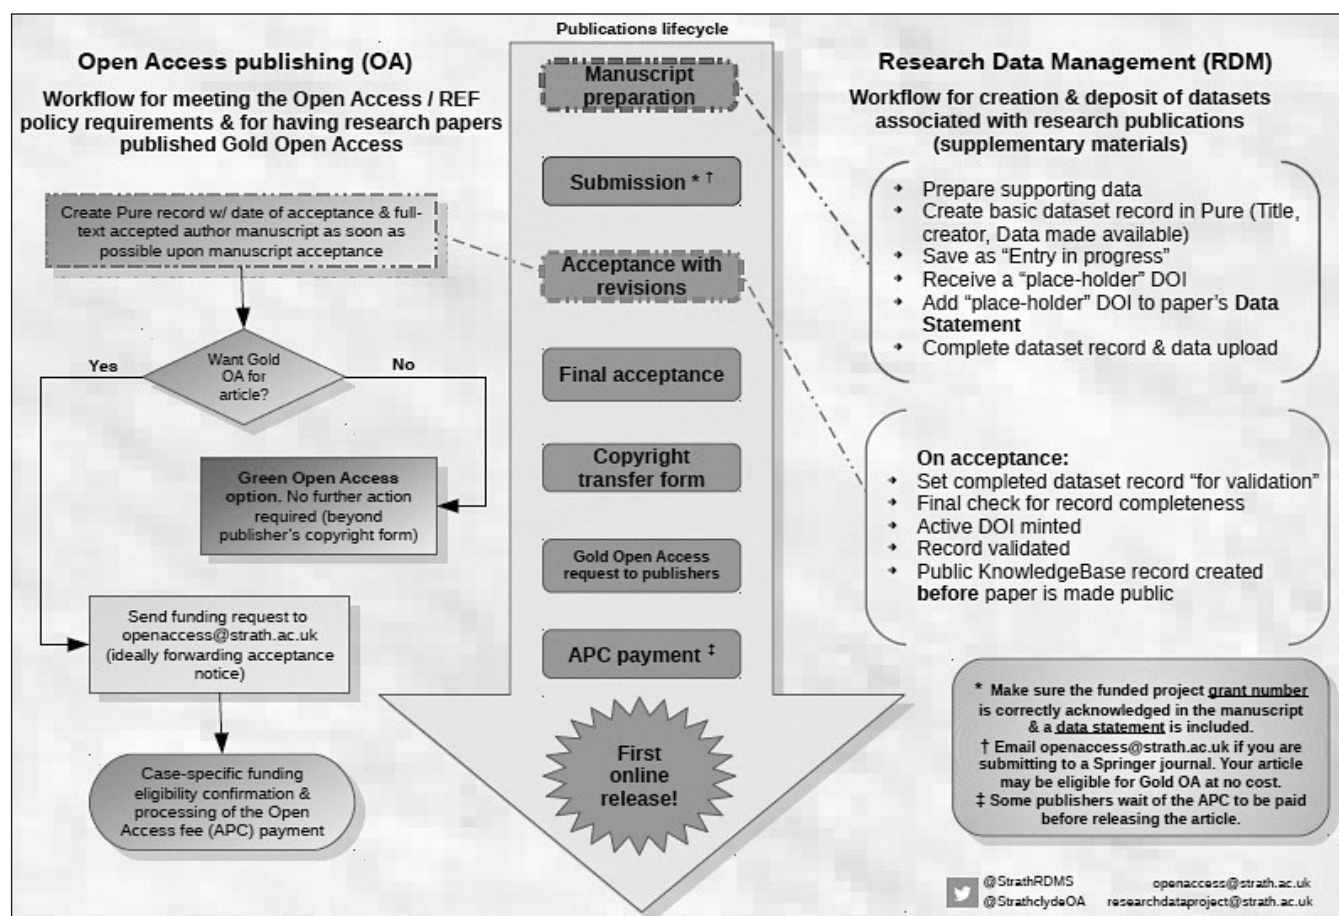 Publications lifecycle
Open Access publishing (OA)
Workflow for meeting the Open Access / REF
policy requirements & for having research papers
published Gold Open Access
Create Pure record w/ date of acceptance & full-
text accepted author manuscript as soon as
possible upon manuscript acceptance
Want Gold
OA for
article?
Yes
No
Green Open Access
option. No further action
required (beyond
publisher's copyright form)
Send funding request to
openaccess@strath.ac.uk
(ideally forwarding acceptance
notice)
Case-specific funding
eligibility confirmation &
processing of the Open
Access fee (APC) payment
Manuscript
preparation
Submission * †
Acceptance with
revisions
Final acceptance
Copyright
transfer form
Gold Open Access
request to publishers
APC payment ‡
First
online
release!
Research Data Management (RDM)
Workflow for creation & deposit of datasets
associated with research publications
(supplementary materials)
Prepare supporting data
Create basic dataset record in Pure (Title,
creator, Data made available)
Save as “Entry in progress”
Receive a “place-holder” DOI
Add “place-holder” DOI to paper's Data
Statement
Complete dataset record & data upload
On acceptance:
Set completed dataset record “for validation”
Final check for record completeness
Active DOI minted
Record validated
Public KnowledgeBase record created
before paper is made public
* Make sure the funded project grant number
is correctly acknowledged in the manuscript
& a data statement is included.
† Email openaccess@strath.ac.uk if you are
submitting to a Springer journal. Your article
may be eligible for Gold OA at no cost.
‡ Some publishers wait of the APC to be paid
before releasing the article.
@StrathRDMS
@StrathclydeOA
openaccess@strath.ac.uk
researchdataproject@strath.ac.uk